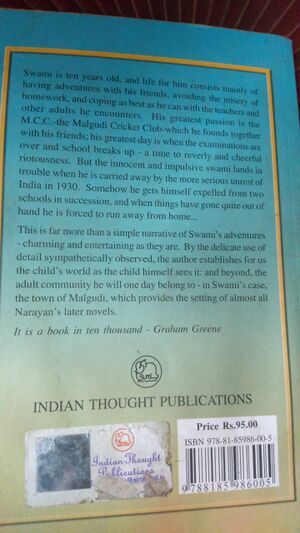 Swami is ten years old, and life for him consists mainly of
having adventures with his friends, avoiding the misery of
homework, and coping as best as he can with the teachers and
other adults he encounters. His greatest passion is the
M.C.C.-the Malgudi Cricket Club-which he founds together
with his friends; his greatest day is when the examinations are
over and school breaks up - a time to reverly and cheerful
riotousness. But the innocent and impulsive swami lands in
trouble when he is carried away by the more serious unrest of
India in 1930. Somehow he gets himself expelled from two
schools in succession, and when things have gone quite out of
hand he is forced to run away from home...
This is far more than a simple narrative of Swami's adventures
- charming and entertaining as they are. By the delicate use of
detail sympathetically observed, the author establishes for us
the child's world as the child himself sees it: and beyond, the
adult community he will one day belong to - in Swami's case,
the town of Malgudi, which provides the setting of almost all
Narayan's later novels.
It is a book in ten thousand - Graham Greene
INDIAN THOUGHT PUBLICATIONS
Price Rs.95.00
ISBN 978-81-85986-00-5
9 788185 986005
Indian Thought
Publications